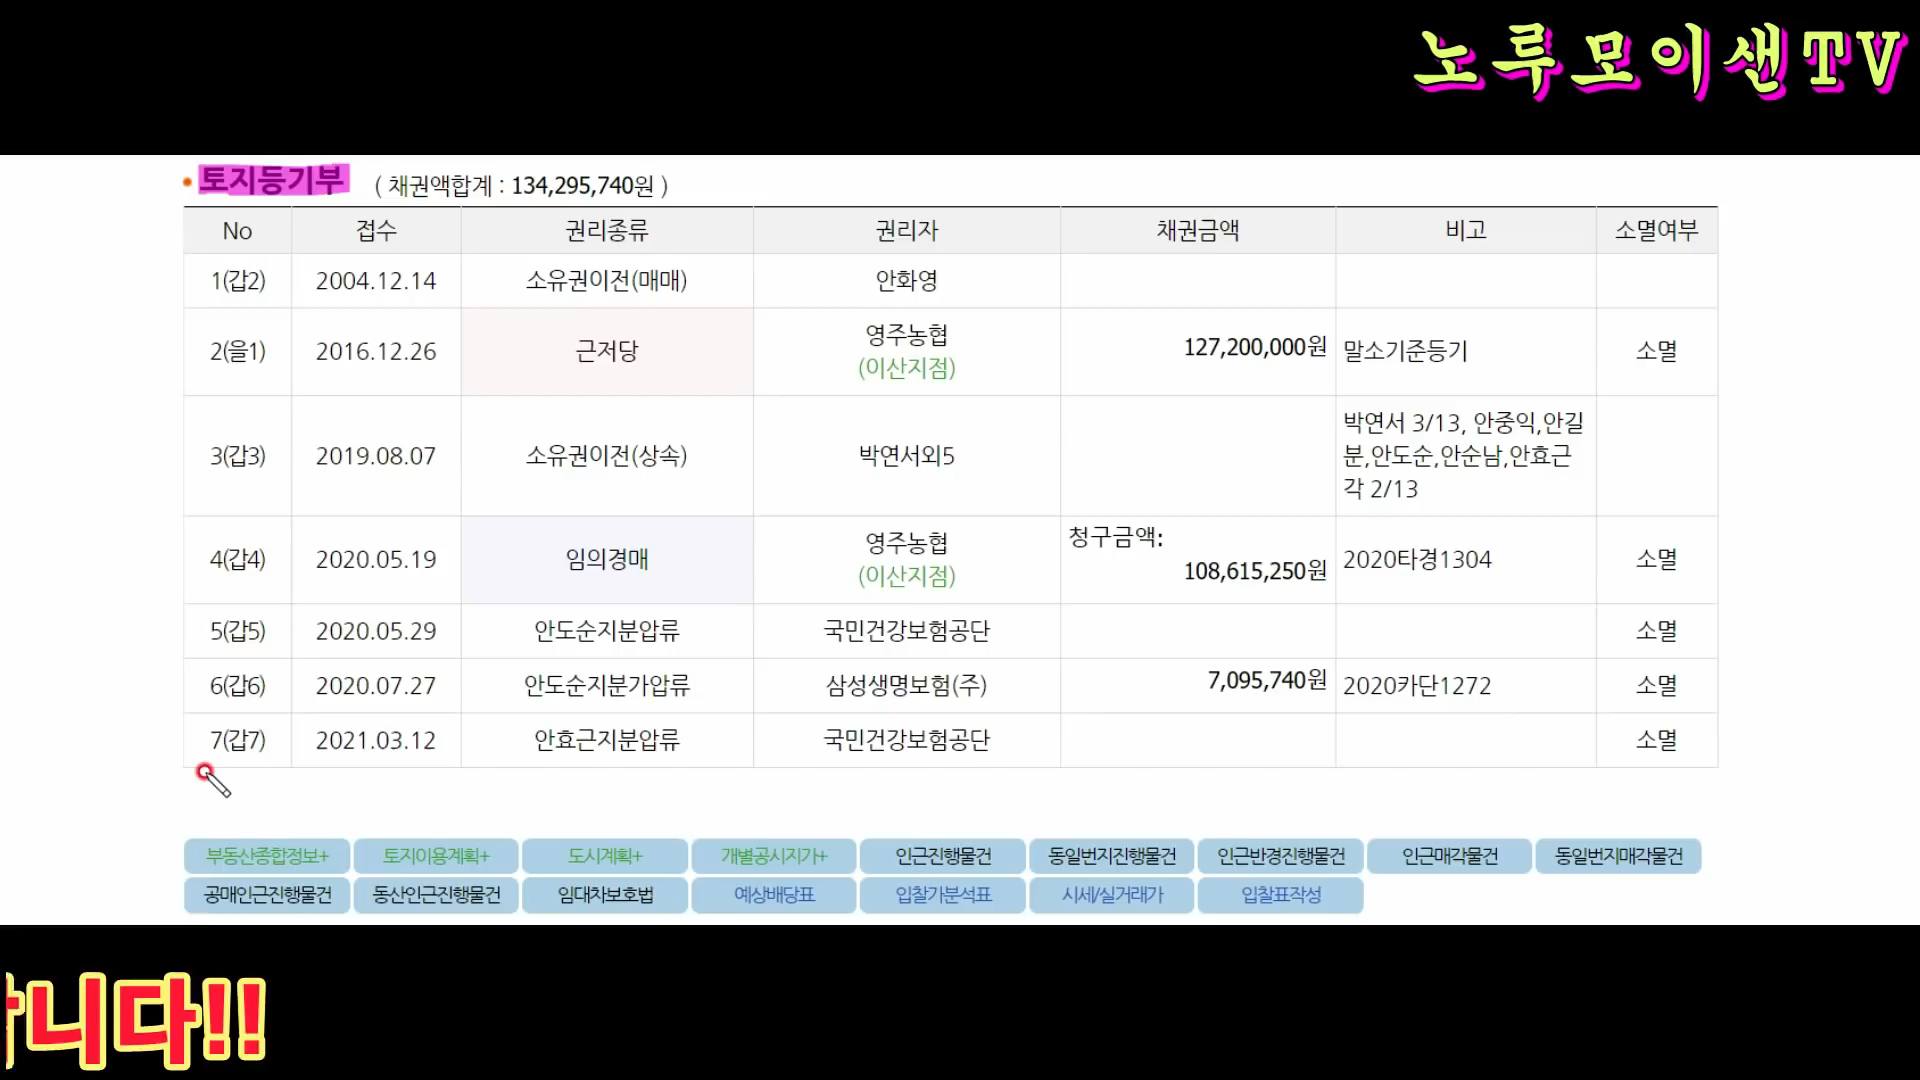 노루모이샌TV
토지등기부 ( 채권액합계 : 134,295,740원 )
No 접수 권리종류 권리자 채권금액 비고 소멸여부
1(갑2) 2004.12.14 소유권이전(매매) 안화영
2(을1) 2016.12.26 근저당 영주농협 (이산지점) 127,200,000원 말소기준등기 소멸
3(갑3) 2019.08.07 소유권이전(상속) 박연서외5 박연서 3/13, 안중익,안길
분,안도순,안순남,안효근
각 2/13
4(갑4) 2020.05.19 임의경매 영주농협 (이산지점) 청구금액: 108,615,250원 2020타경1304 소멸
5(갑5) 2020.05.29 안도순지분압류 국민건강보험공단 소멸
6(갑6) 2020.07.27 안도순지분가압류 삼성생명보험(주) 7,095,740원 2020카단1272 소멸
7(갑7) 2021.03.12 안효근지분압류 국민건강보험공단 소멸
부동산종합정보+ 토지이용계획+ 도시계획+ 개별공시지가+ 인근진행물건 동일번지진행물건 인근반경진행물건 인근매각물건 동일번지매각물건
공매인근진행물건 동산인근진행물건 임대차보호법 예상배당표 입찰가분석표 시세/실거래가 입찰표작성
니다!!